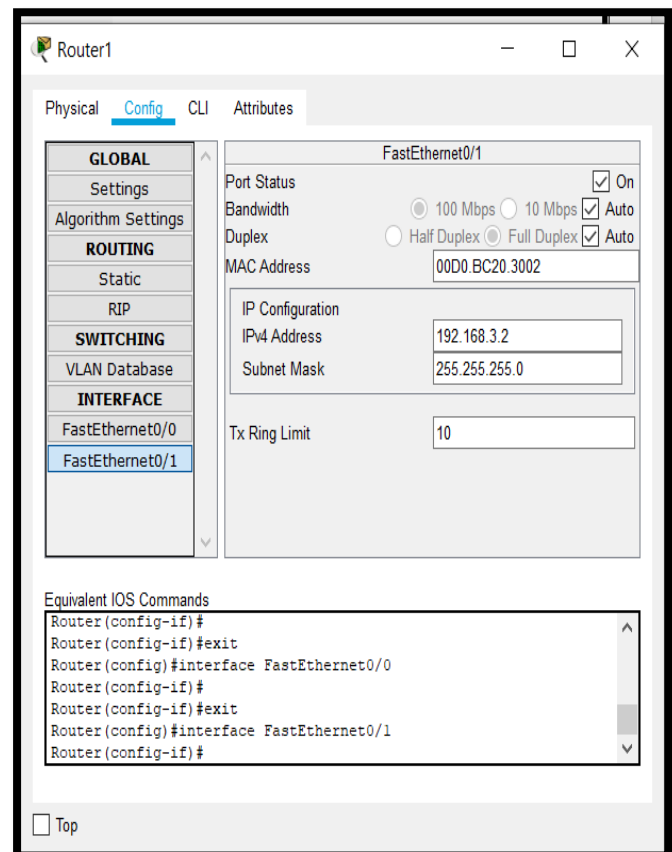 Router1
Physical Config CLI Attributes
GLOBAL
Settings
Algorithm Settings
ROUTING
Static
RIP
SWITCHING
VLAN Database
INTERFACE
FastEthernet0/0
FastEthernet0/1
FastEthernet0/1
Port Status On
Bandwidth 100 Mbps 10 Mbps Auto
Duplex Half Duplex Full Duplex Auto
MAC Address 00D0.BC20.3002
IP Configuration
IPv4 Address 192.168.3.2
Subnet Mask 255.255.255.0
Tx Ring Limit 10
Equivalent IOS Commands
Router(config-if)#
Router(config-if)#exit
Router(config)#interface FastEthernet0/0
Router(config-if)#
Router(config-if)#exit
Router(config)#interface FastEthernet0/1
Router(config-if)#
Top